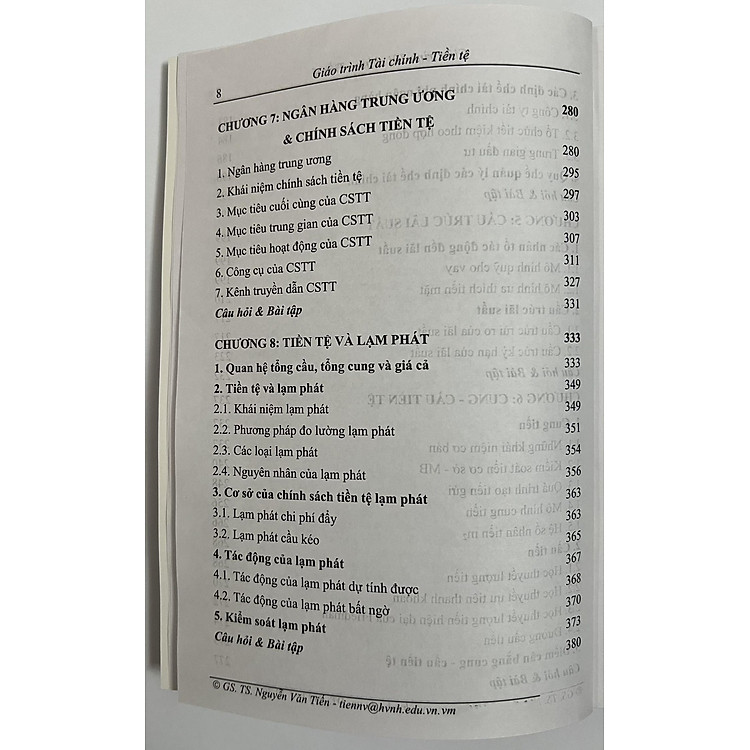 Giáo trình Tài chính - Tiền tệ
8
CHƯƠNG 7: NGÂN HÀNG TRUNG ƯƠNG 280
& CHÍNH SÁCH TIỀN TỆ
1. Ngân hàng trung ương 280
2. Khái niệm chính sách tiền tệ 295
3. Mục tiêu cuối cùng của CSTT 297
4. Mục tiêu trung gian của CSTT 303
5. Mục tiêu hoạt động của CSTT 307
6. Công cụ của CSTT 311
7. Kênh truyền dẫn CSTT 327
Câu hỏi & Bài tập 331
CHƯƠNG 8: TIỀN TỆ VÀ LẠM PHÁT 333
1. Quan hệ tổng cầu, tổng cung và giá cả 333
2. Tiền tệ và lạm phát 349
2.1. Khái niệm lạm phát 349
2.2. Phương pháp đo lường lạm phát 351
2.3. Các loại lạm phát 354
2.4. Nguyên nhân của lạm phát 356
3. Cơ sở của chính sách tiền tệ lạm phát 363
3.1. Lạm phát chi phí đẩy 363
3.2. Lạm phát cầu kéo 365
4. Tác động của lạm phát 367
4.1. Tác động của lạm phát dự tính được 368
4.2. Tác động của lạm phát bất ngờ 370
5. Kiểm soát lạm phát 373
Câu hỏi & Bài tập 380
© GS. TS. Nguyễn Văn Tiến - tiennv@hvnh.edu.vn.vm